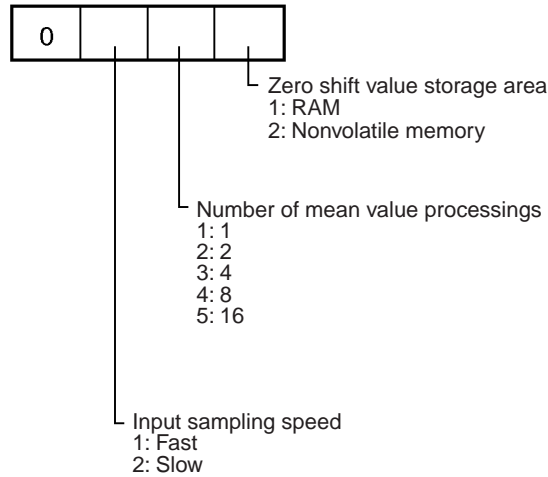 0
Zero shift value storage area
1: RAM
2: Nonvolatile memory
Number of mean value processings
1: 1
2: 2
3: 4
4: 8
5: 16
Input sampling speed
1: Fast
2: Slow